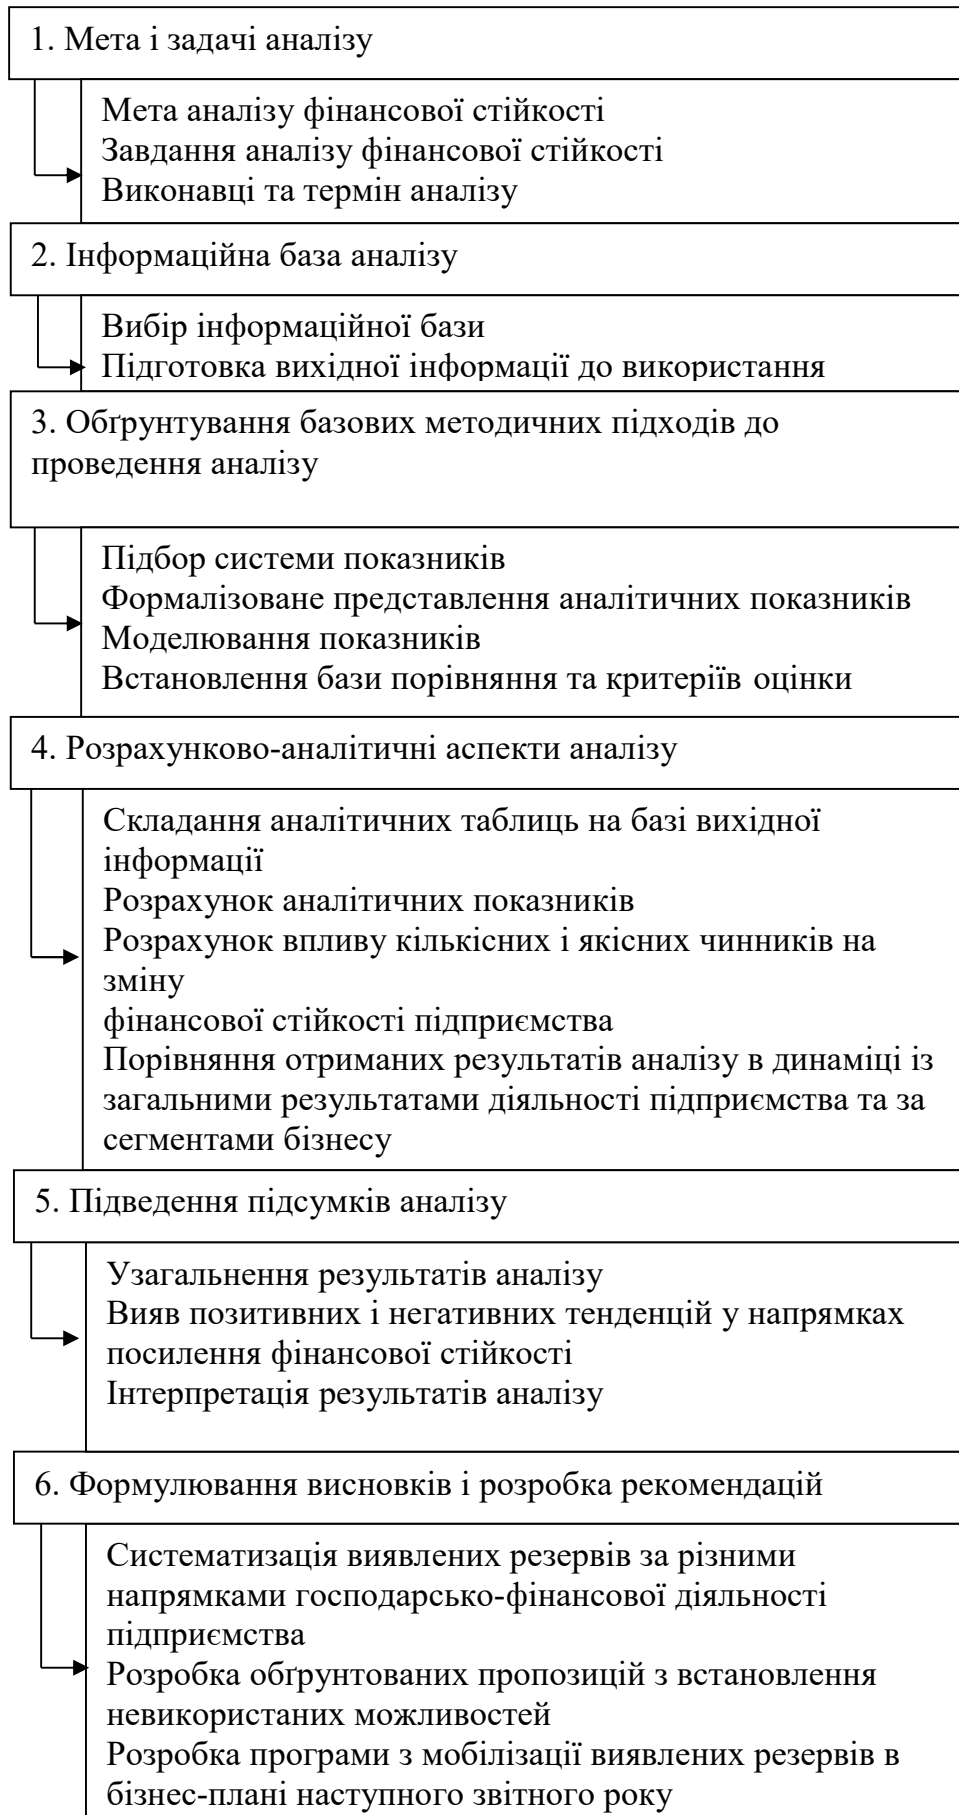 1. Мета і задачі аналізу
Мета аналізу фінансової стійкості
Завдання аналізу фінансової стійкості
Виконавці та термін аналізу
2. Інформаційна база аналізу
Вибір інформаційної бази
Підготовка вихідної інформації до використання
3. Обґрунтування базових методичних підходів до
проведення аналізу
Підбор системи показників
Формалізоване представлення аналітичних показників
Моделювання показників
Встановлення бази порівняння та критеріїв оцінки
4. Розрахунково-аналітичні аспекти аналізу
Складання аналітичних таблиць на базі вихідної
інформації
Розрахунок аналітичних показників
Розрахунок впливу кількісних і якісних чинників на
зміну
фінансової стійкості підприємства
Порівняння отриманих результатів аналізу в динаміці із
загальними результатами діяльності підприємства та за
сегментами бізнесу
5. Підведення підсумків аналізу
Узагальнення результатів аналізу
Вияв позитивних і негативних тенденцій у напрямках
посилення фінансової стійкості
Інтерпретація результатів аналізу
6. Формулювання висновків і розробка рекомендацій
Систематизація виявлених резервів за різними
напрямками господарсько-фінансової діяльності
підприємства
Розробка обґрунтованих пропозицій з встановлення
невикористаних можливостей
Розробка програми з мобілізації виявлених резервів в
бізнес-плані наступного звітного року